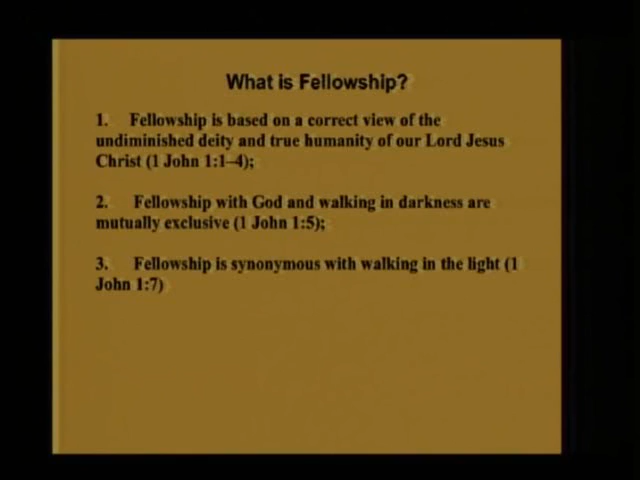 What is Fellowship?
1. Fellowship is based on a correct view of the
undiminished deity and true humanity of our Lord Jesus
Christ (1 John 1:1–4);
2. Fellowship with God and walking in darkness are
mutually exclusive (1 John 1:5);
3. Fellowship is synonymous with walking in the light (1
John 1:7)